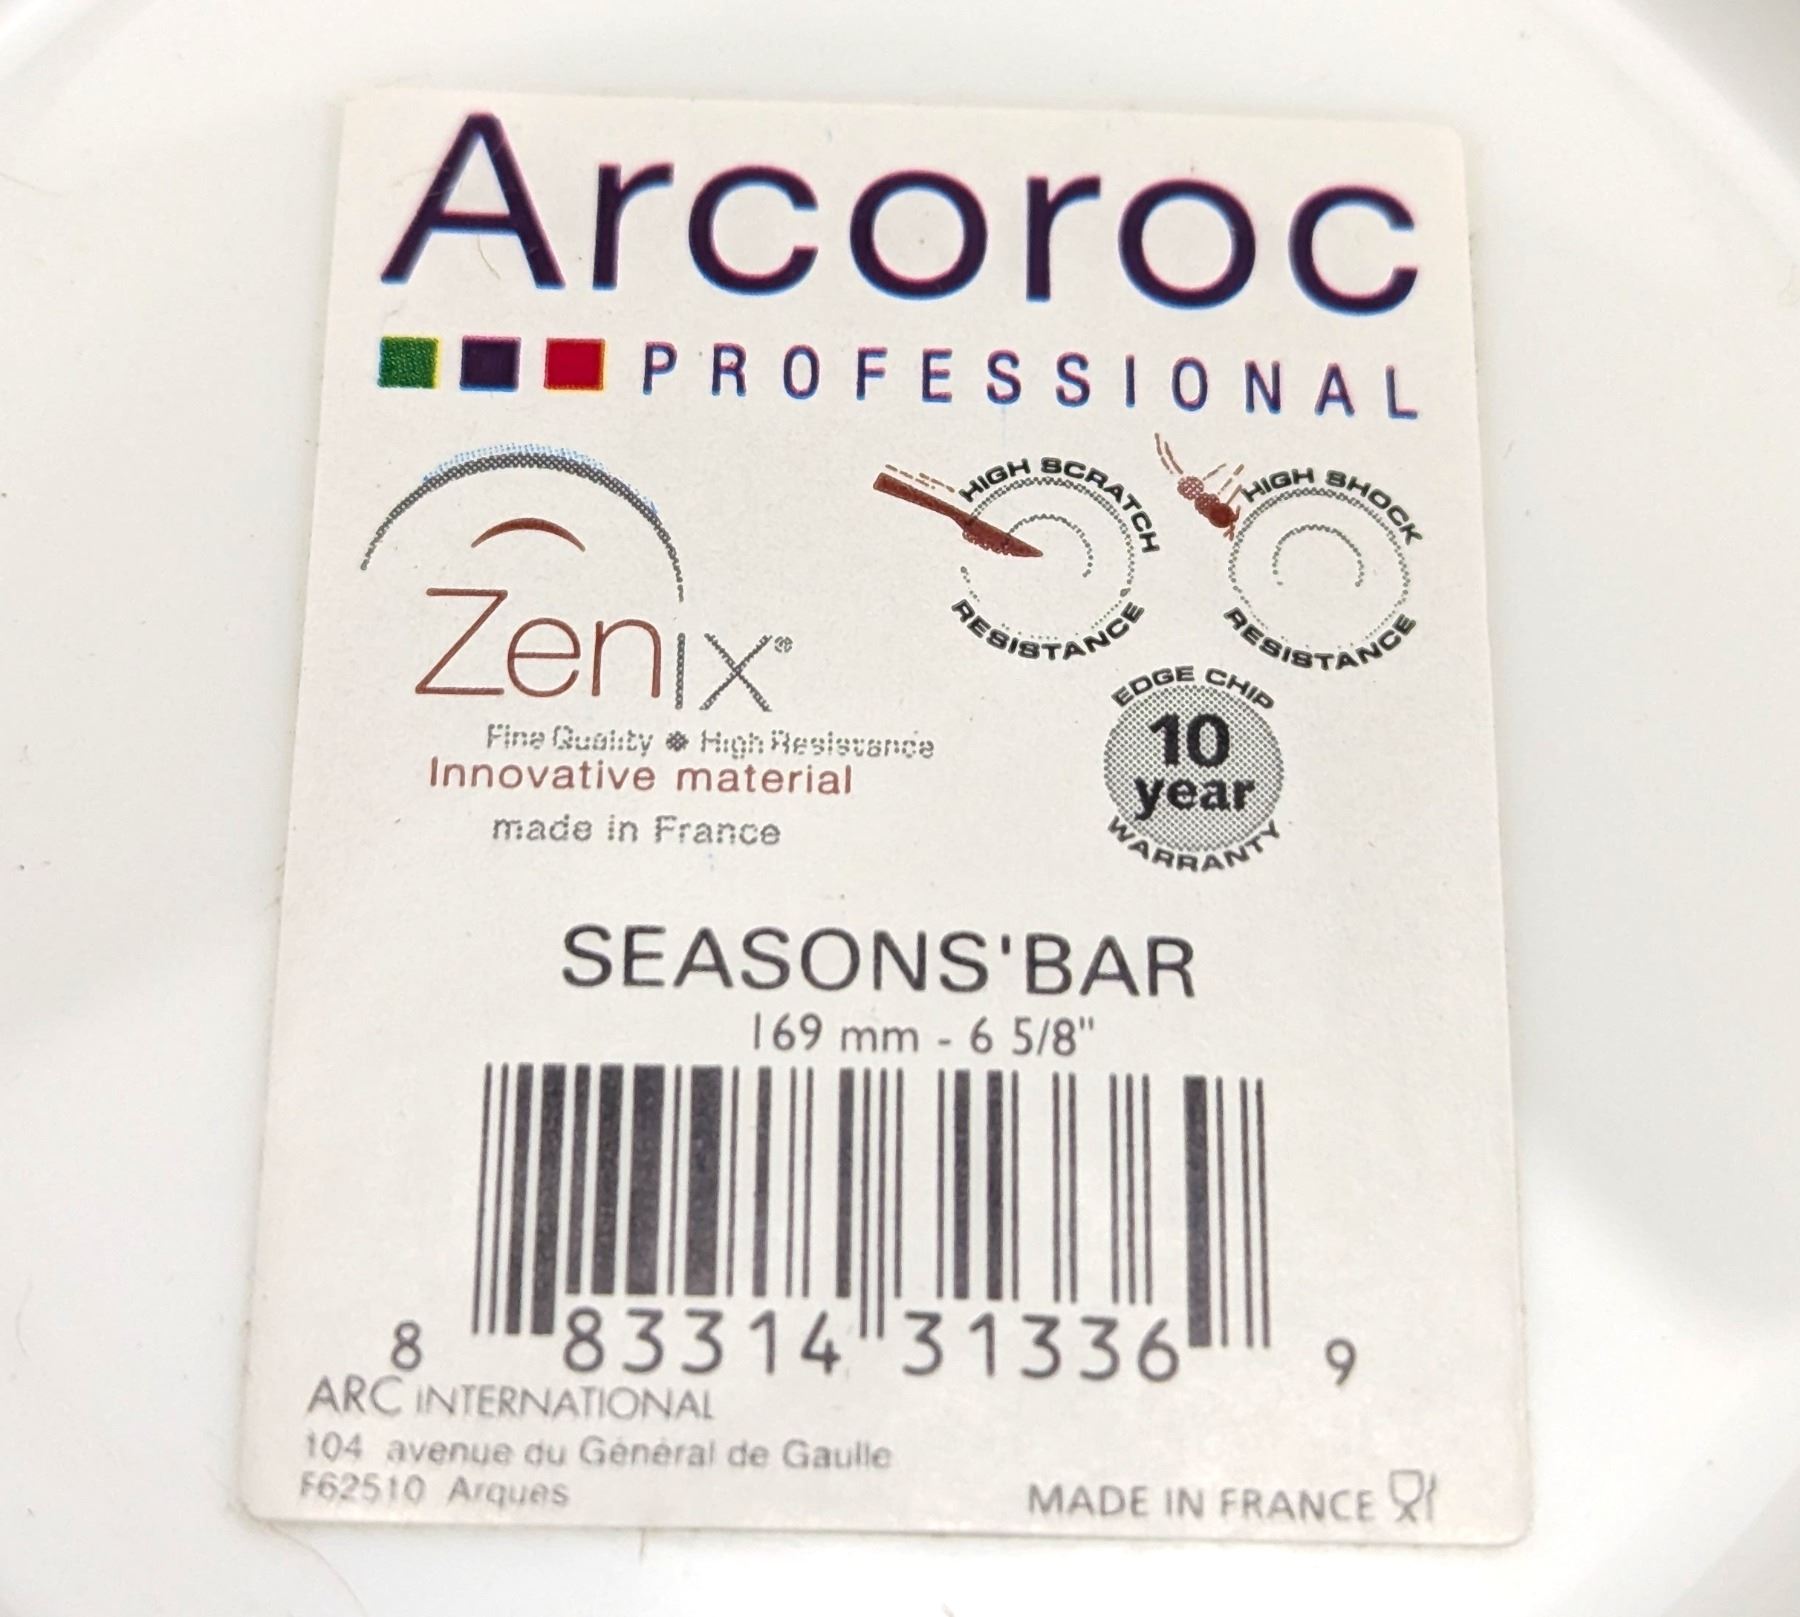 Arcoroc
PROFESSIONAL
HIGH SCRATCH
RESISTANCE
HIGH SHOCK
RESISTANCE
Zenix®
Fine Quality High Resistance
Innovative material
made in France
EDGE CHIP
10
year
WARRANTY
SEASONS'BAR
169 mm - 6 5/8"
8 83314 31336 9
ARC INTERNATIONAL
104 avenue du Général de Gaulle
F62510 Arques
MADE IN FRANCE